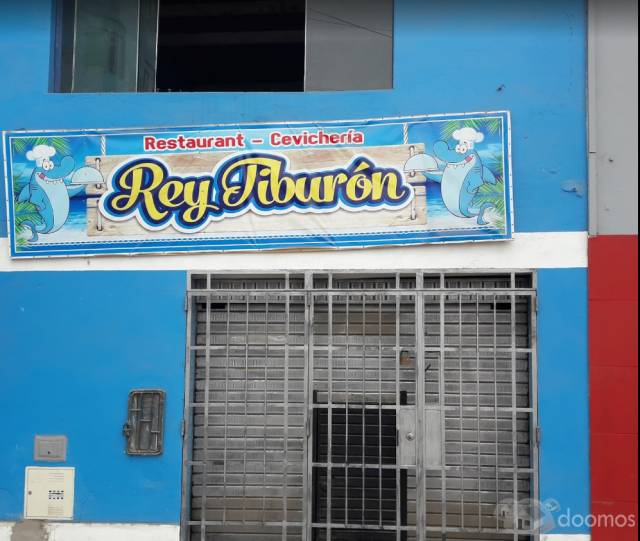 Restaurant - Cevichería
Rey Tiburón
doomos